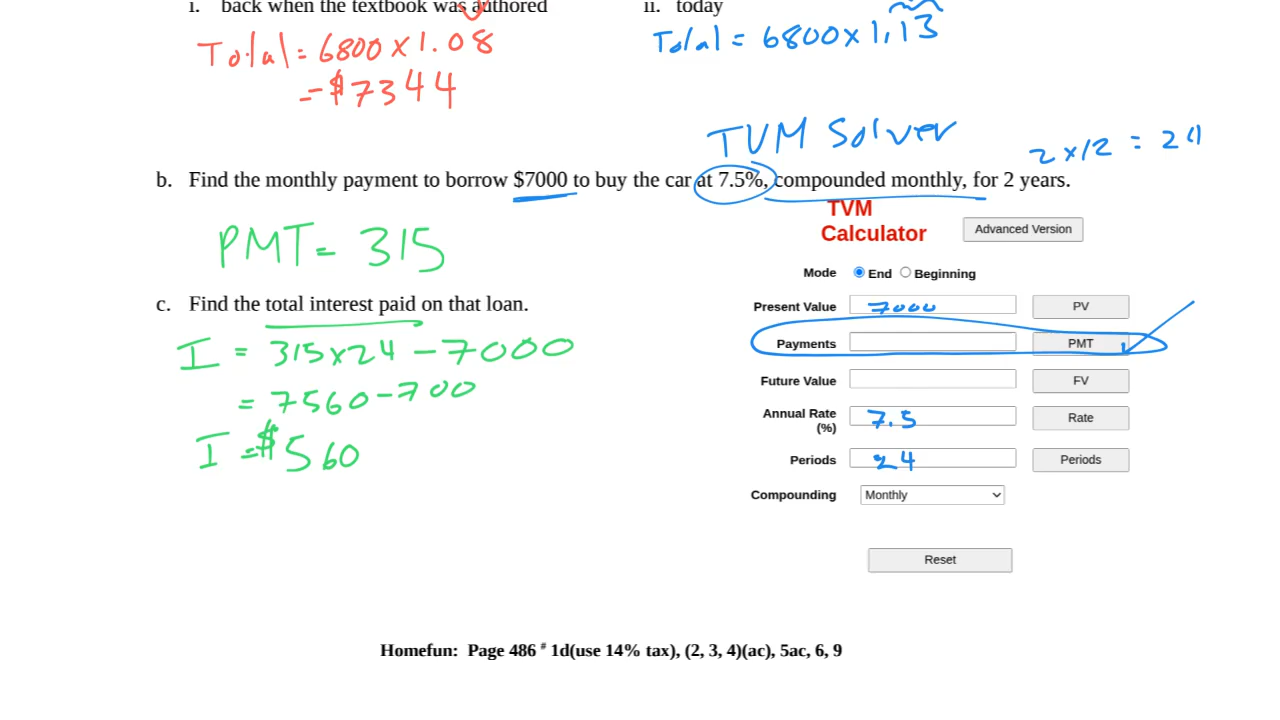 i. back when the textbook was authored
ii. today
Total = 6800 x 1.08
= $7344
Total = 6800 x 1.13
TVM Solver
2 x 12 = 24
b. Find the monthly payment to borrow $7000 to buy the car at 7.5%, compounded monthly, for 2 years.
PMT = 315
TVM
Calculator
Advanced Version
Mode End Beginning
Present Value 7000 PV
Payments PMT
Future Value FV
Annual Rate
(%) 7.5 Rate
Periods 24 Periods
Compounding Monthly
Reset
c. Find the total interest paid on that loan.
I = 315 x 24 - 7000
= 7560 - 700
I = $560
Homefun: Page 486 # 1d(use 14% tax), (2, 3, 4)(ac), 5ac, 6, 9